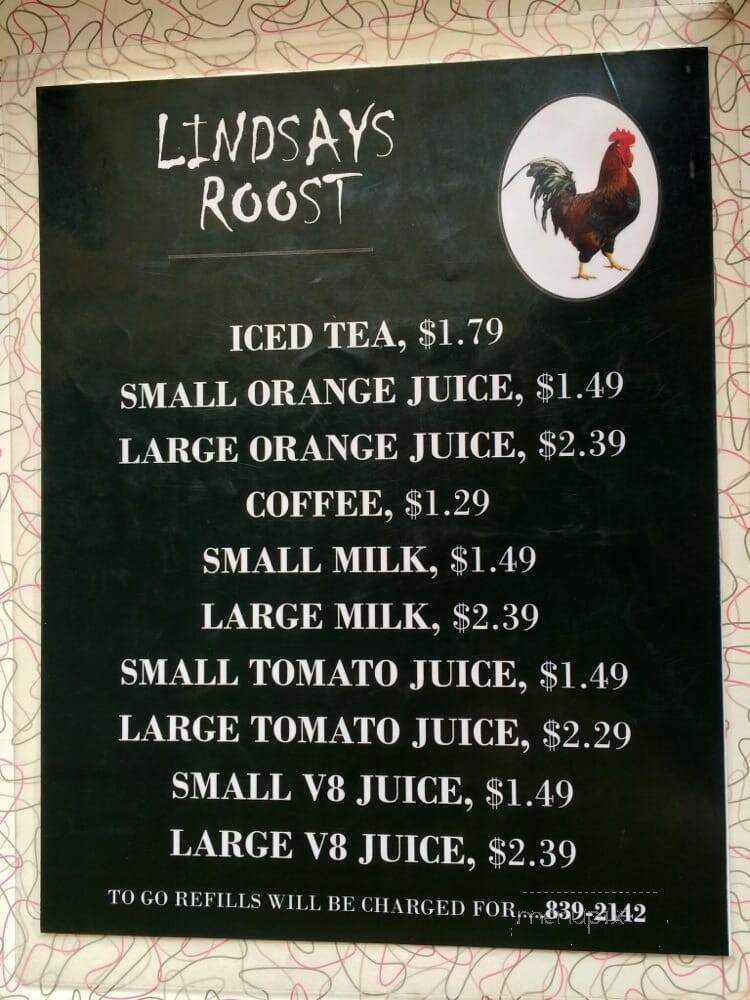 LINDSAYS
ROOST
ICED TEA, $1.79
SMALL ORANGE JUICE, $1.49
LARGE ORANGE JUICE, $2.39
COFFEE, $1.29
SMALL MILK, $1.49
LARGE MILK, $2.39
SMALL TOMATO JUICE, $1.49
LARGE TOMATO JUICE, $2.29
SMALL V8 JUICE, $1.49
LARGE V8 JUICE, $2.39
TO GO REFILLS WILL BE CHARGED FOR... 839-2142
menupix